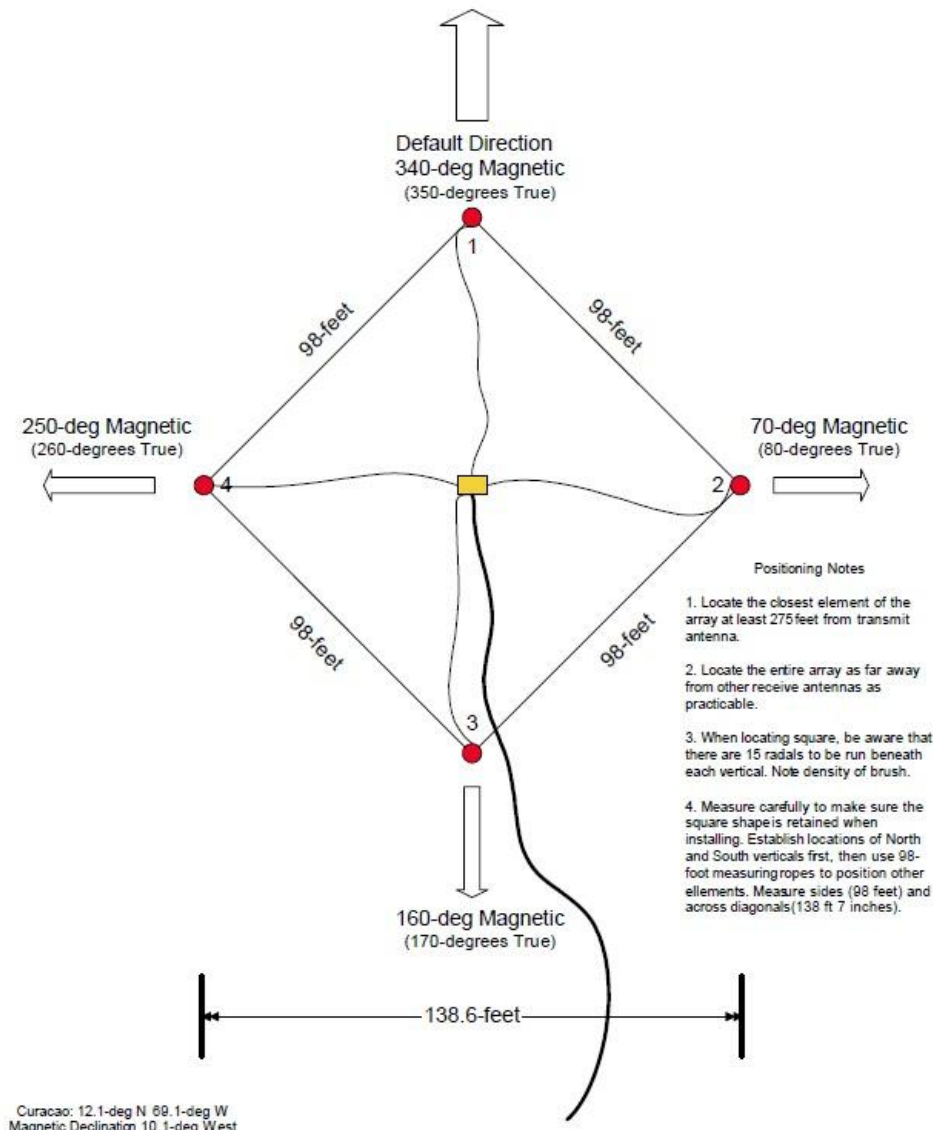 Default Direction
340-deg Magnetic
(350-degrees True)
1
98-feet
98-feet
250-deg Magnetic
(260-degrees True)
70-deg Magnetic
(80-degrees True)
4
2
98-feet
98-feet
3
160-deg Magnetic
(170-degrees True)
Positioning Notes
1. Locate the closest element of the
array at least 275 feet from transmit
antenna.
2. Locate the entire array as far away
from other receive antennas as
practicable.
3. When locating square, be aware that
there are 15 radals to be run beneath
each vertical. Note density of brush.
4. Measure carefully to make sure the
square shape is retained when
installing. Establish locations of North
and South verticals first, then use 98-
foot measuring ropes to position other
ellements. Measure sides (98 feet) and
across diagonals (138 ft 7 inches).
138.6-feet
Curacao: 12.1-deg N 69.1-deg W
Magnetic Declination 10.1-deg West